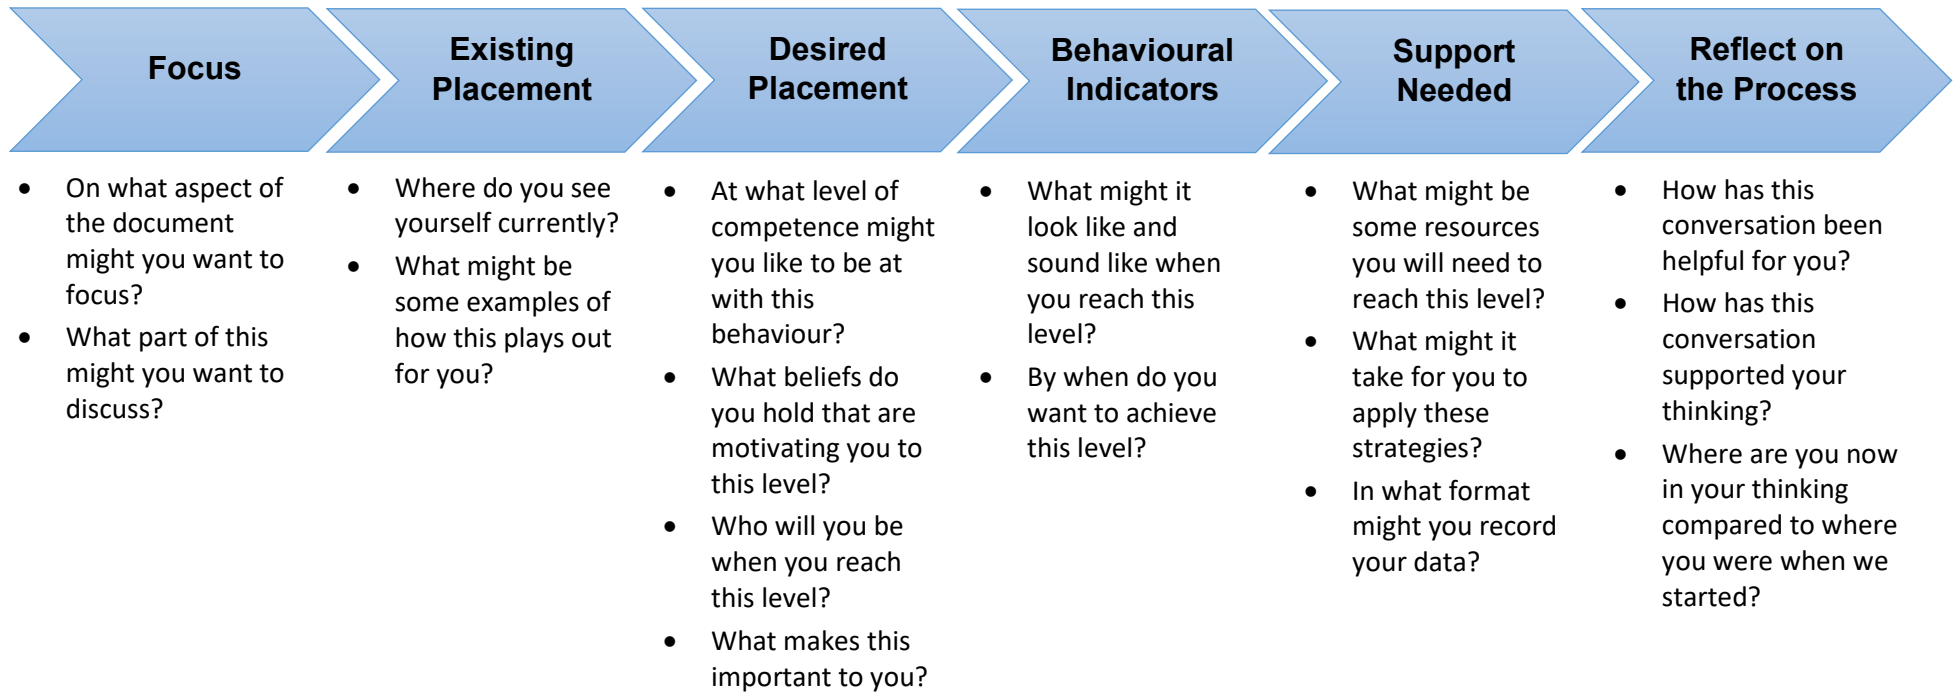 Focus
• On what aspect of
the document
might you want to
focus?
• What part of this
might you want to
discuss?
Existing
Placement
• Where do you see
yourself currently?
• What might be
some examples of
how this plays out
for you?
Desired
Placement
• At what level of
competence might
you like to be at
with this
behaviour?
• What beliefs do
you hold that are
motivating you to
this level?
• Who will you be
when you reach
this level?
• What makes this
important to you?
Behavioural
Indicators
• What might it
look like and
sound like when
you reach this
level?
• By when do you
want to achieve
this level?
Support
Needed
• What might be
some resources
you will need to
reach this level?
• What might it
take for you to
apply these
strategies?
• In what format
might you record
your data?
Reflect on
the Process
• How has this
conversation been
helpful for you?
• How has this
conversation
supported your
thinking?
• Where are you now
in your thinking
compared to where
you were when we
started?